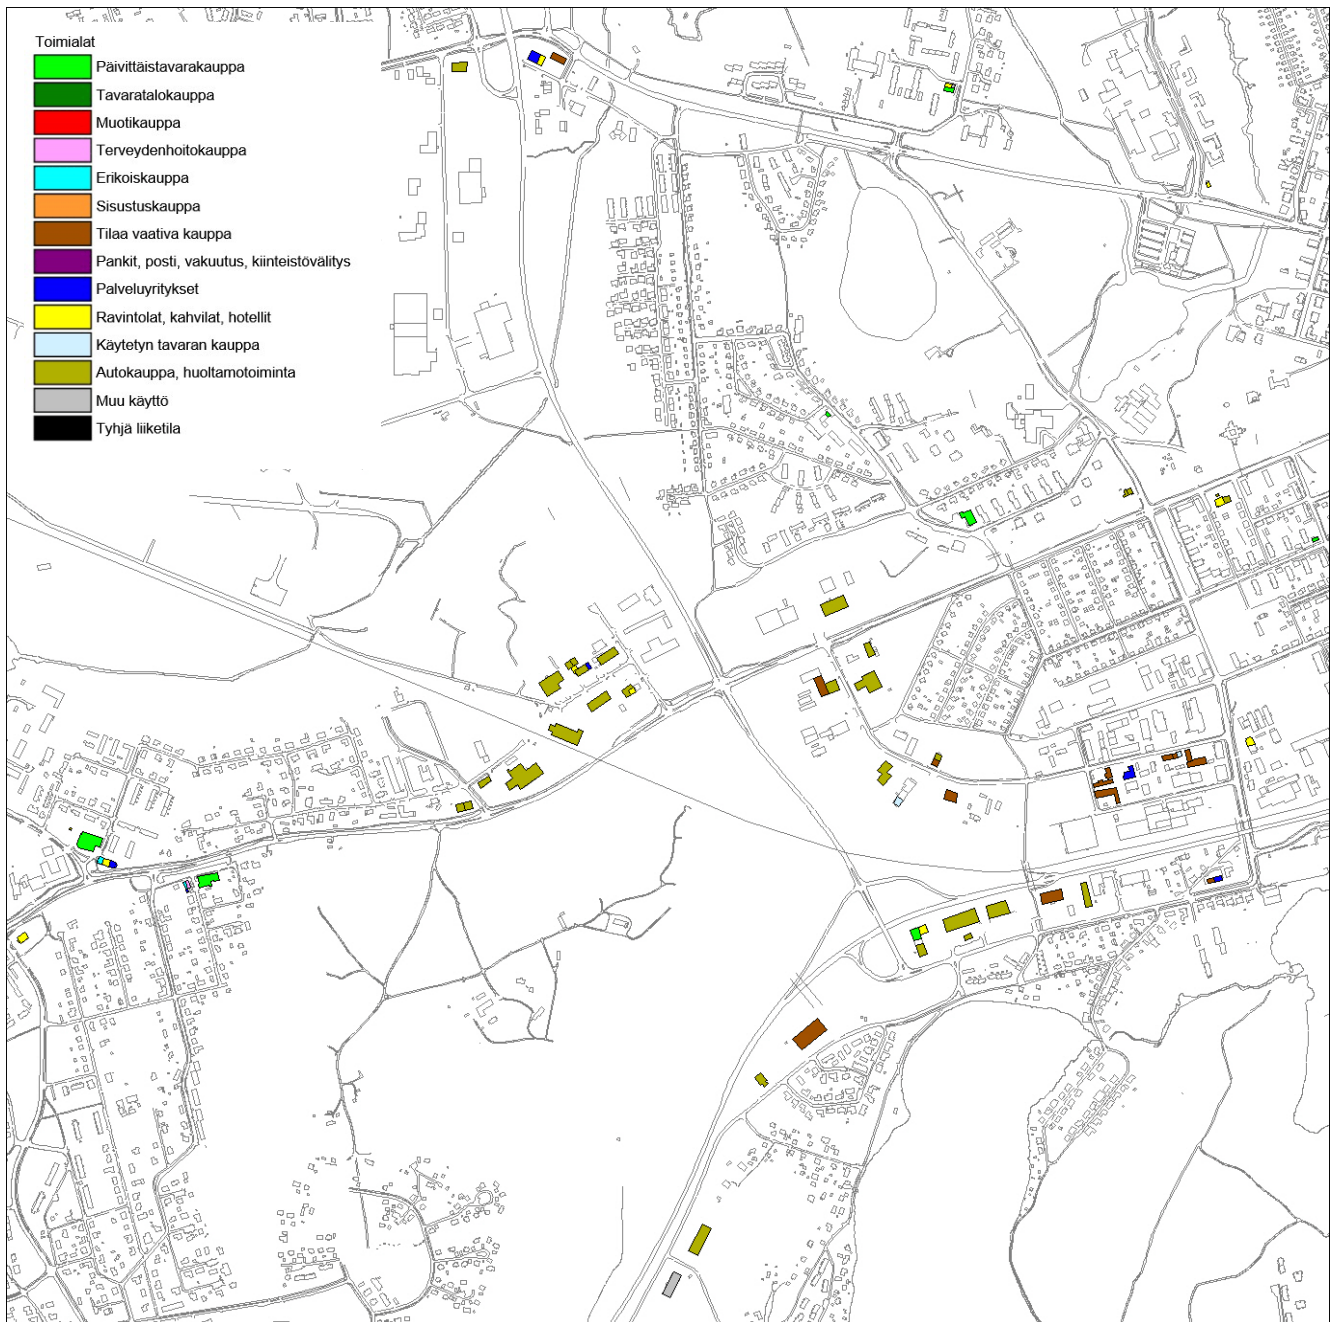 Toimialat
Päivittäistavarakauppa
Tavaratalokauppa
Muotikauppa
Terveydenhoitokauppa
Erikoiskauppa
Sisustuskauppa
Tilaa vaativa kauppa
Pankit, posti, vakuutus, kiinteistövälitys
Palveluyritykset
Ravintolat, kahvilat, hotellit
Käytetyn tavaran kauppa
Autokauppa, huoltamotoiminta
Muu käyttö
Tyhjä liiketila